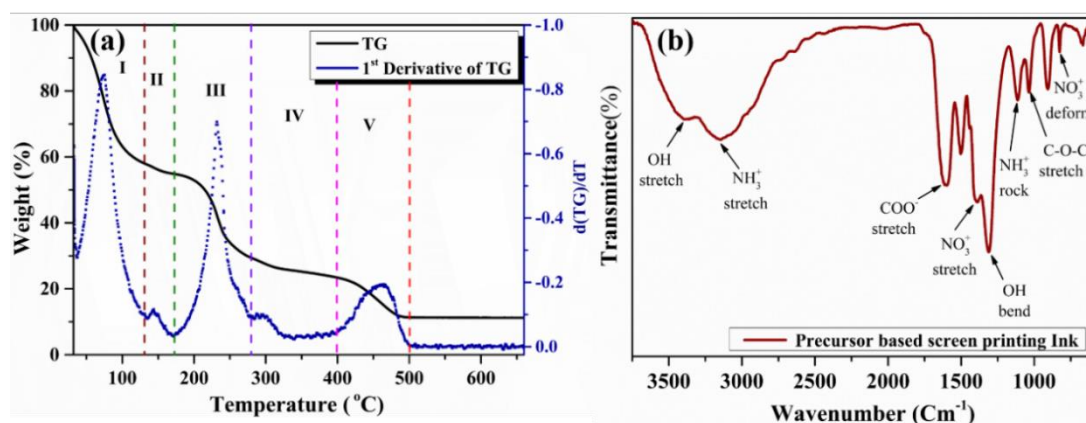 (a)
TG
1st Derivative of TG
I
II
III
IV
V
100
80
60
40
20
0
Weight (%)
-1.0
-0.8
-0.6
-0.4
-0.2
0.0
d(TG)/dT
100
200
300
400
500
600
Temperature (°C)
(b)
Transmittance(%)
OH
stretch
NH3+
stretch
COO
stretch
NO3+
stretch
OH
bend
NH3+
rock
C-O-C
stretch
NO3+
deform
Precursor based screen printing Ink
3500
3000
2000
1500
1000
Wavenumber (Cm-1)